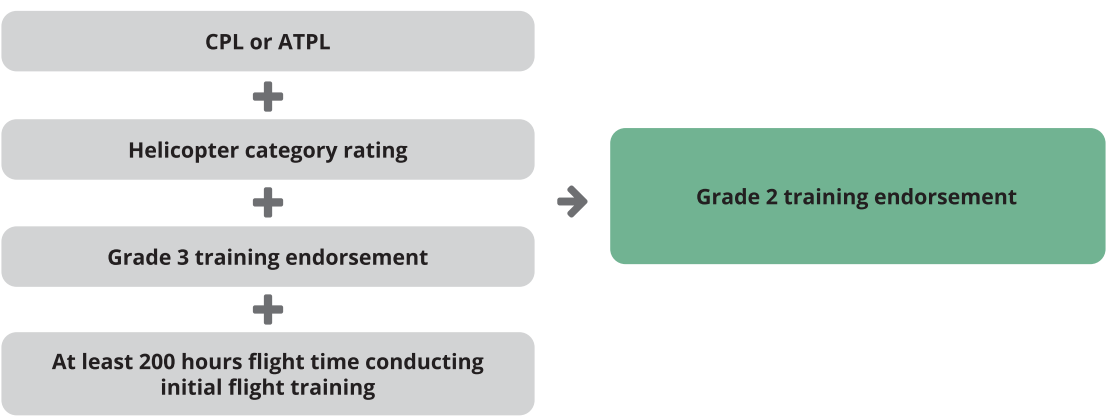 CPL or ATPL
Helicopter category rating
Grade 3 training endorsement
At least 200 hours flight time conducting
initial flight training
Grade 2 training endorsement